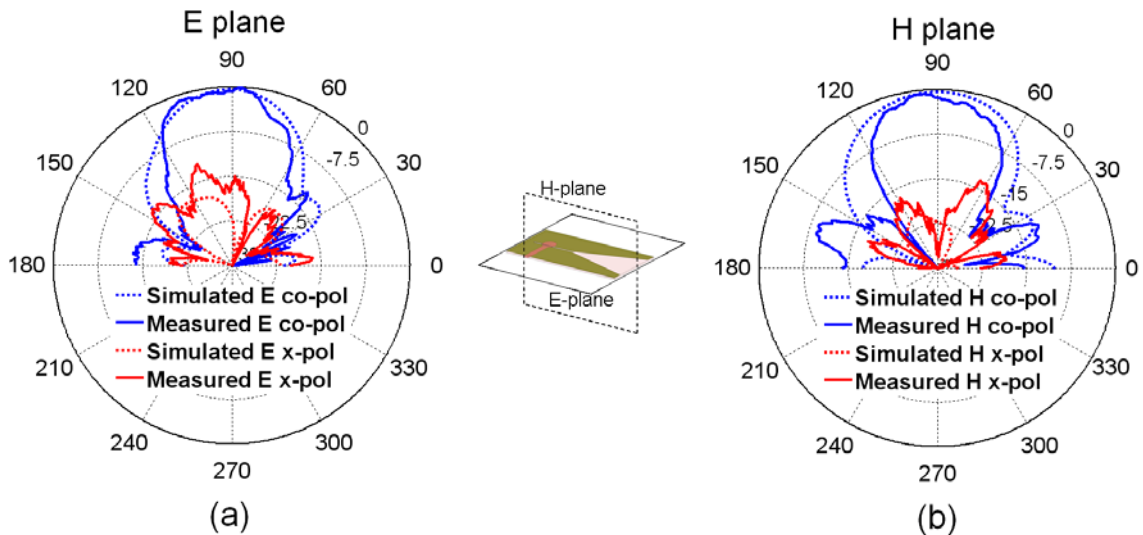 E plane
90
120
60
0
150
-7.5
30
180
0
Simulated E co-pol
Measured E co-pol
Simulated E x-pol
Measured E x-pol
210
330
240
300
270
(a)
H-plane
E-plane
H plane
90
120
60
0
150
-7.5
30
-15
180
0
Simulated H co-pol
Measured H co-pol
Simulated H x-pol
Measured H x-pol
210
330
240
300
270
(b)